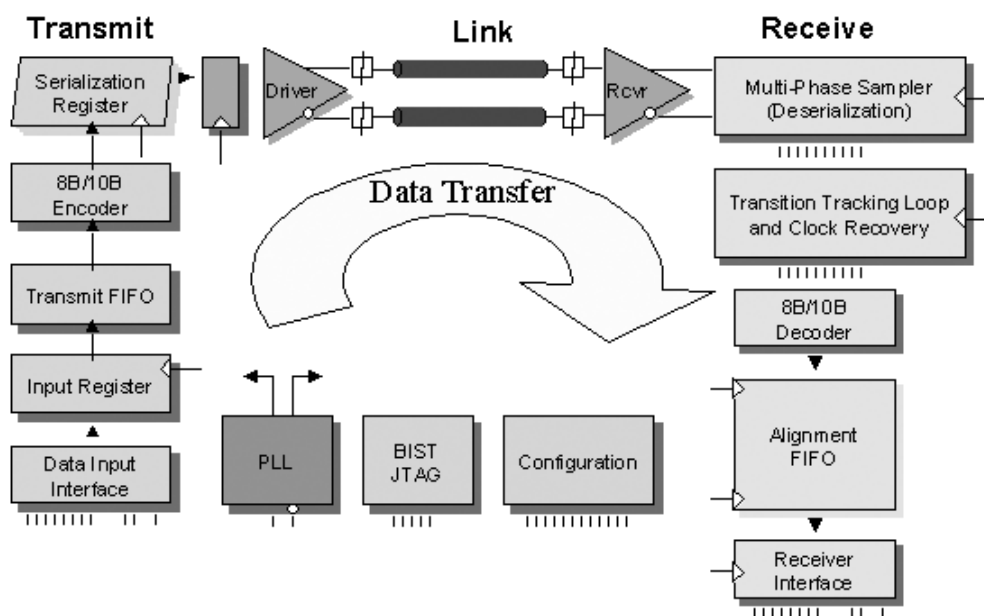 Transmit
Link
Receive
Serialization
Register
Driver
Rcvr
Multi-Phase Sampler
(Deserialization)
8B/10B
Encoder
Data Transfer
Transition Tracking Loop
and Clock Recovery
Transmit FIFO
8B/10B
Decoder
Input Register
Alignment
FIFO
Data Input
Interface
PLL
BIST
JTAG
Configuration
Receiver
Interface